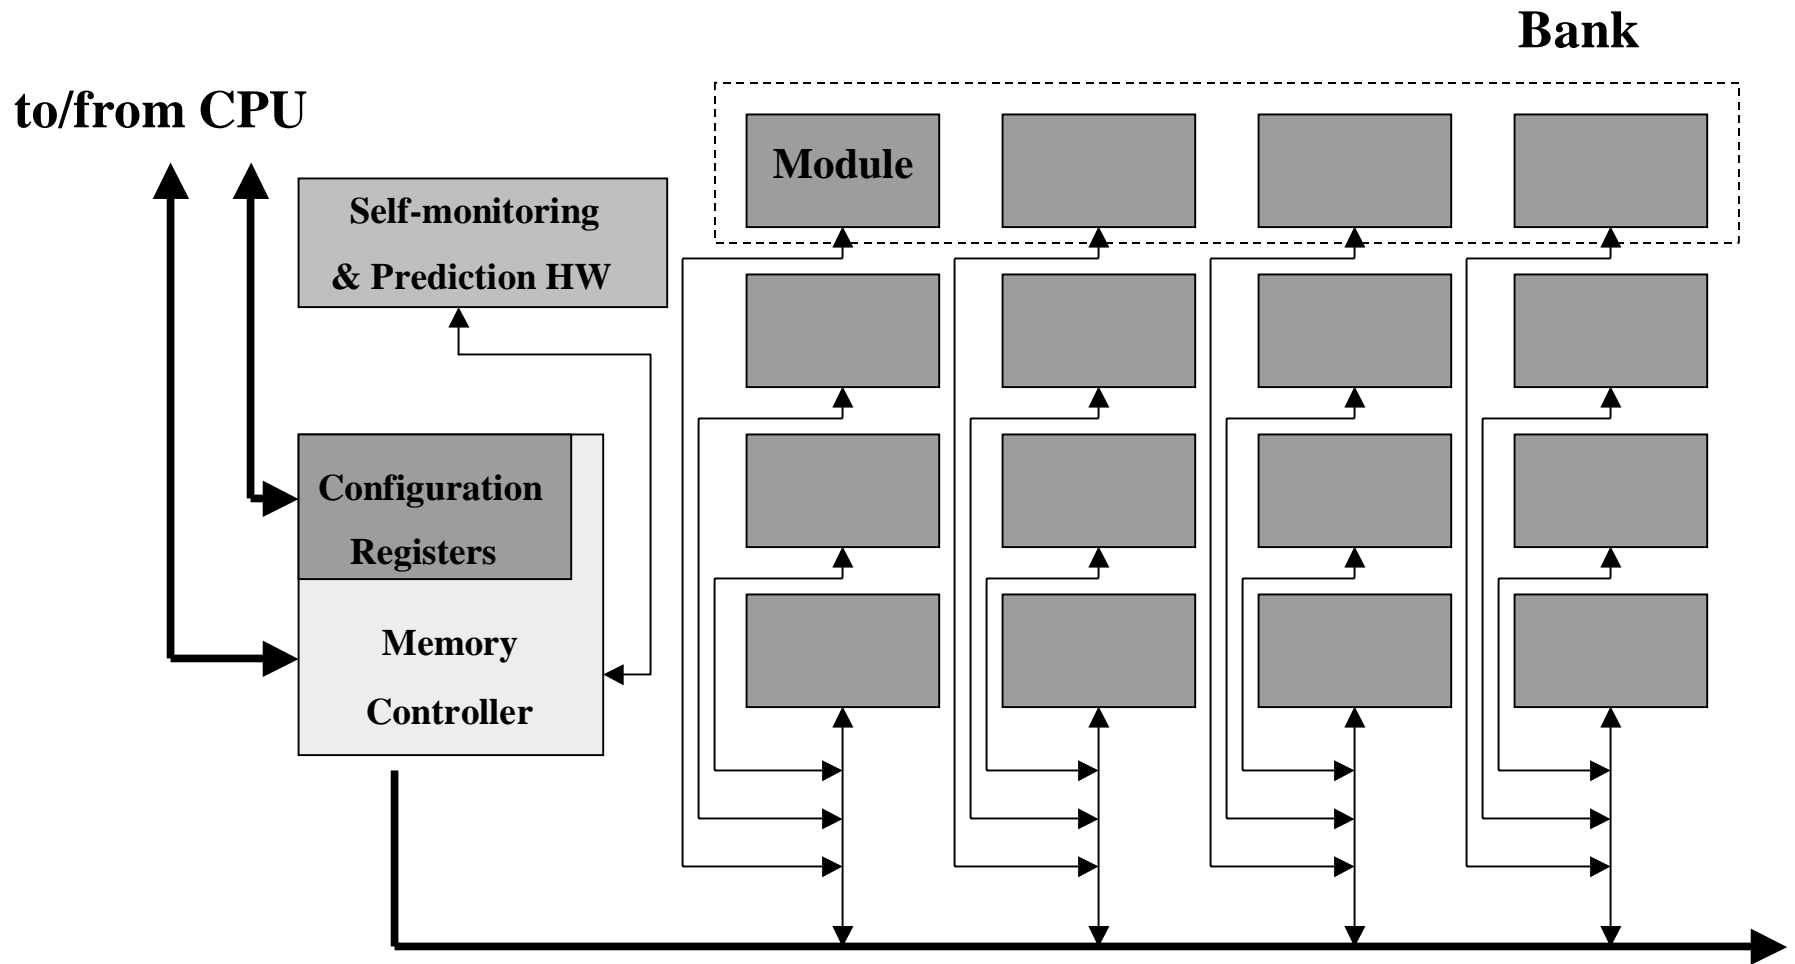 Bank
to/from CPU
Module
Self-monitoring
& Prediction HW
Configuration
Registers
Memory
Controller